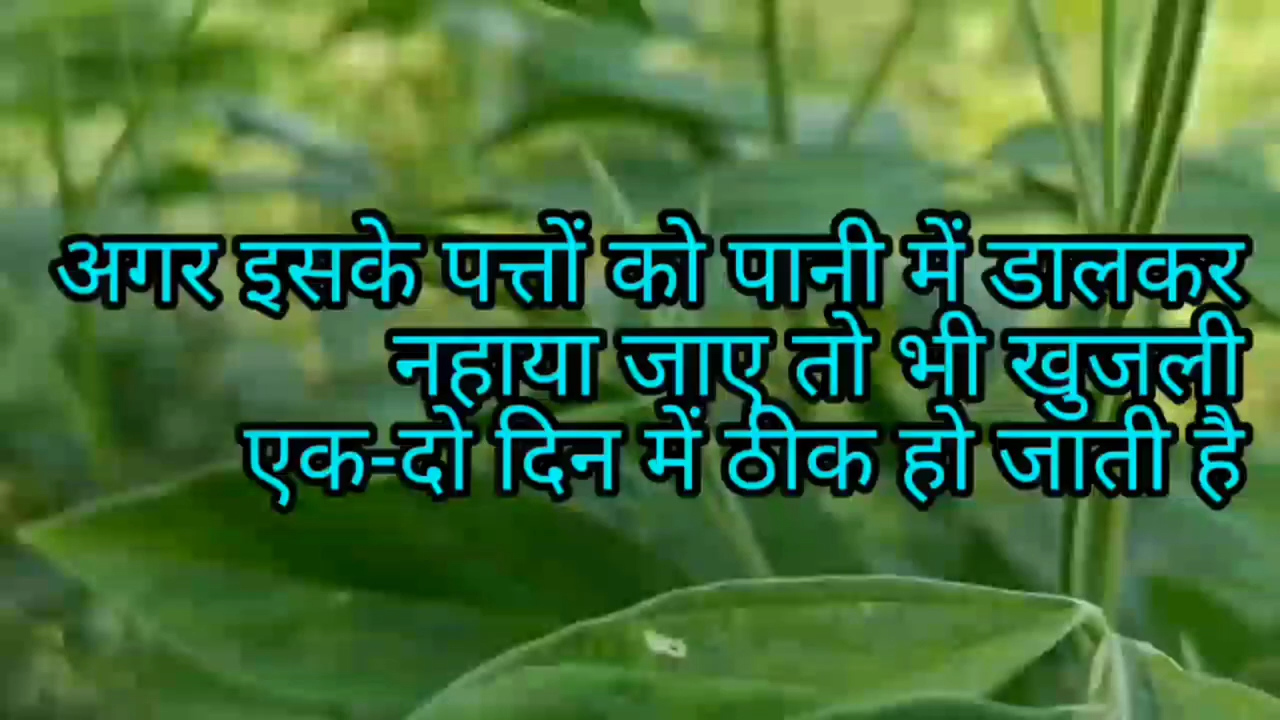 अगर इसके पत्तों को पानी में डालकर
नहाया जाए तो भी खुजली
एक-दो दिन में ठीक हो जाती है